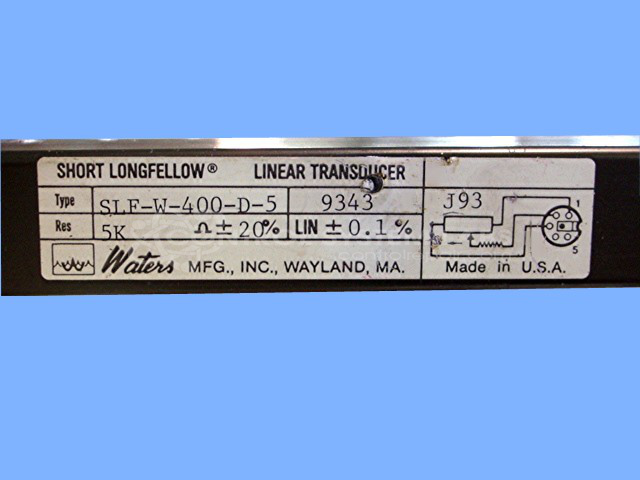 SHORT LONGFELLOW® LINEAR TRANSDUCER
Type SLF-W-400-D-5 9343 J93
Res 5K Ω ± 20% LIN ± 0.1%
1
5
Waters MFG., INC., WAYLAND, MA. Made in U.S.A.